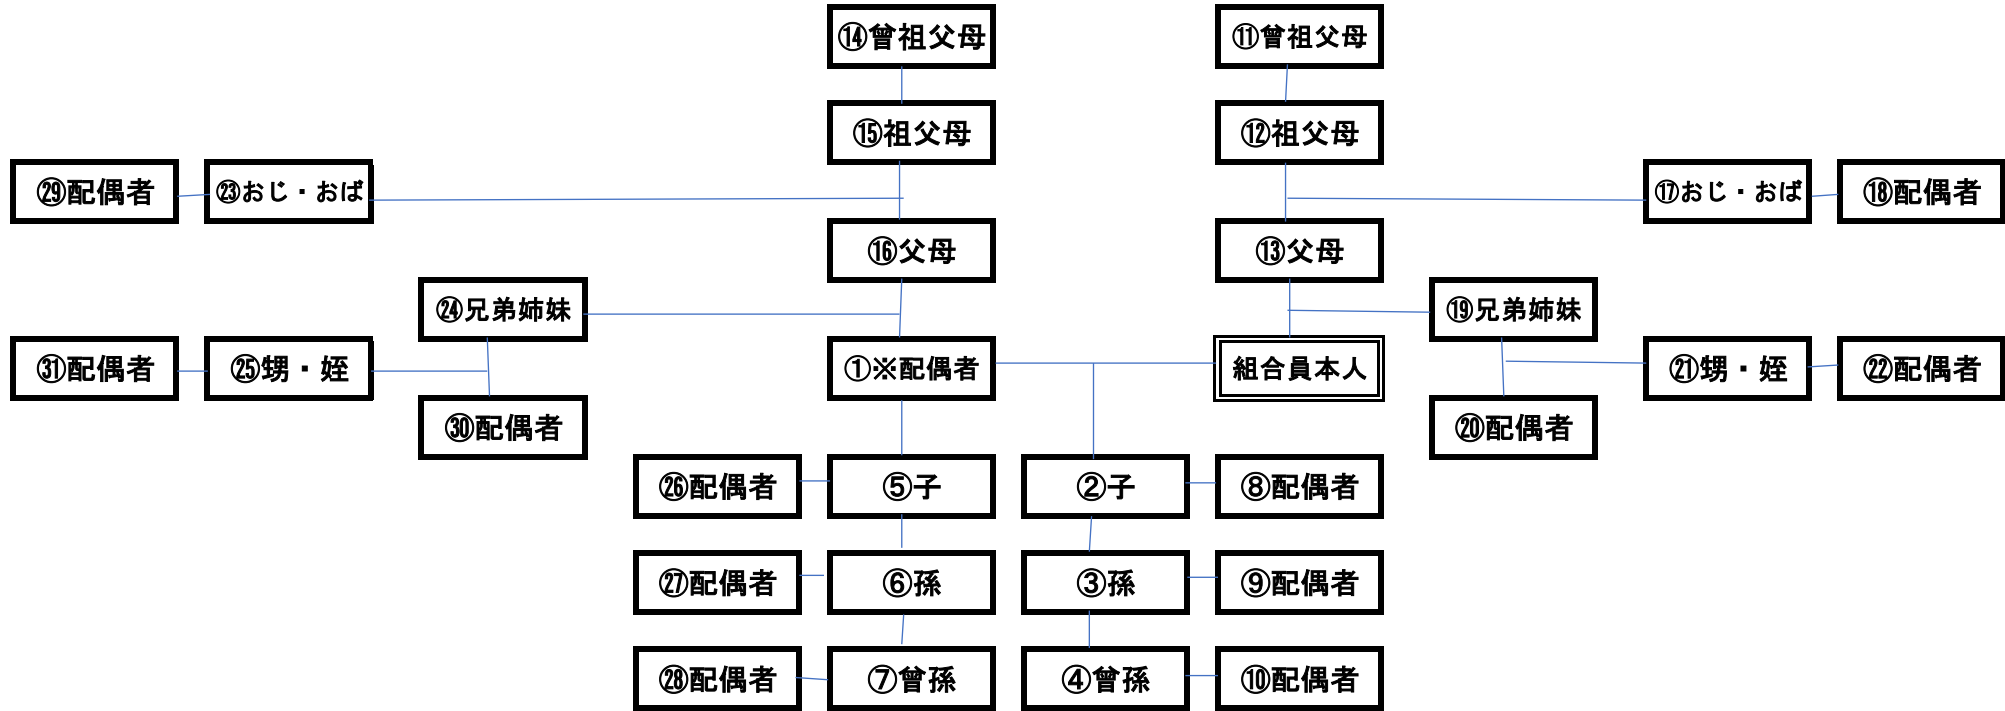 ⑭曾祖父母
⑪曾祖父母
⑮祖父母
⑫祖父母
㉙配偶者
㉓おじ・おば
⑰おじ・おば
⑱配偶者
⑯父母
⑬父母
㉔兄弟姉妹
⑲兄弟姉妹
㉛配偶者
㉕甥・姪
①※配偶者
組合員本人
㉑甥・姪
㉒配偶者
㉚配偶者
⑳配偶者
㉖配偶者
⑤子
②子
⑧配偶者
㉗配偶者
⑥孫
③孫
⑨配偶者
㉘配偶者
⑦曾孫
④曾孫
⑩配偶者